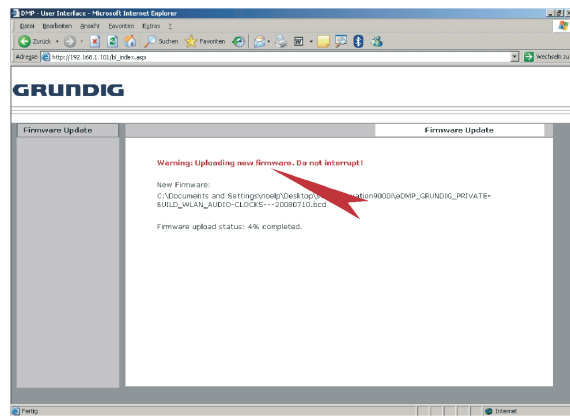 DMP - User Interface - Microsoft Internet Explorer
Datei Bearbeiten Ansicht Favoriten Extras ?
Zurück Suchen Favoriten
Adresse http://192.168.1.101/bl_index.asp Wechseln zu
GRUNDIG
Firmware Update
Firmware Update
Warning: Uploading new firmware. Do not interrupt!
New Firmware:
C:\Documents and Settings\noelp\Desktop\ 9000i\eDMP_GRUNDIG_PRIVATE-
BUILD_WLAN_AUDIO-CLOCKS---20080710.bcd
Firmware upload status: 4% completed.
Fertig Internet